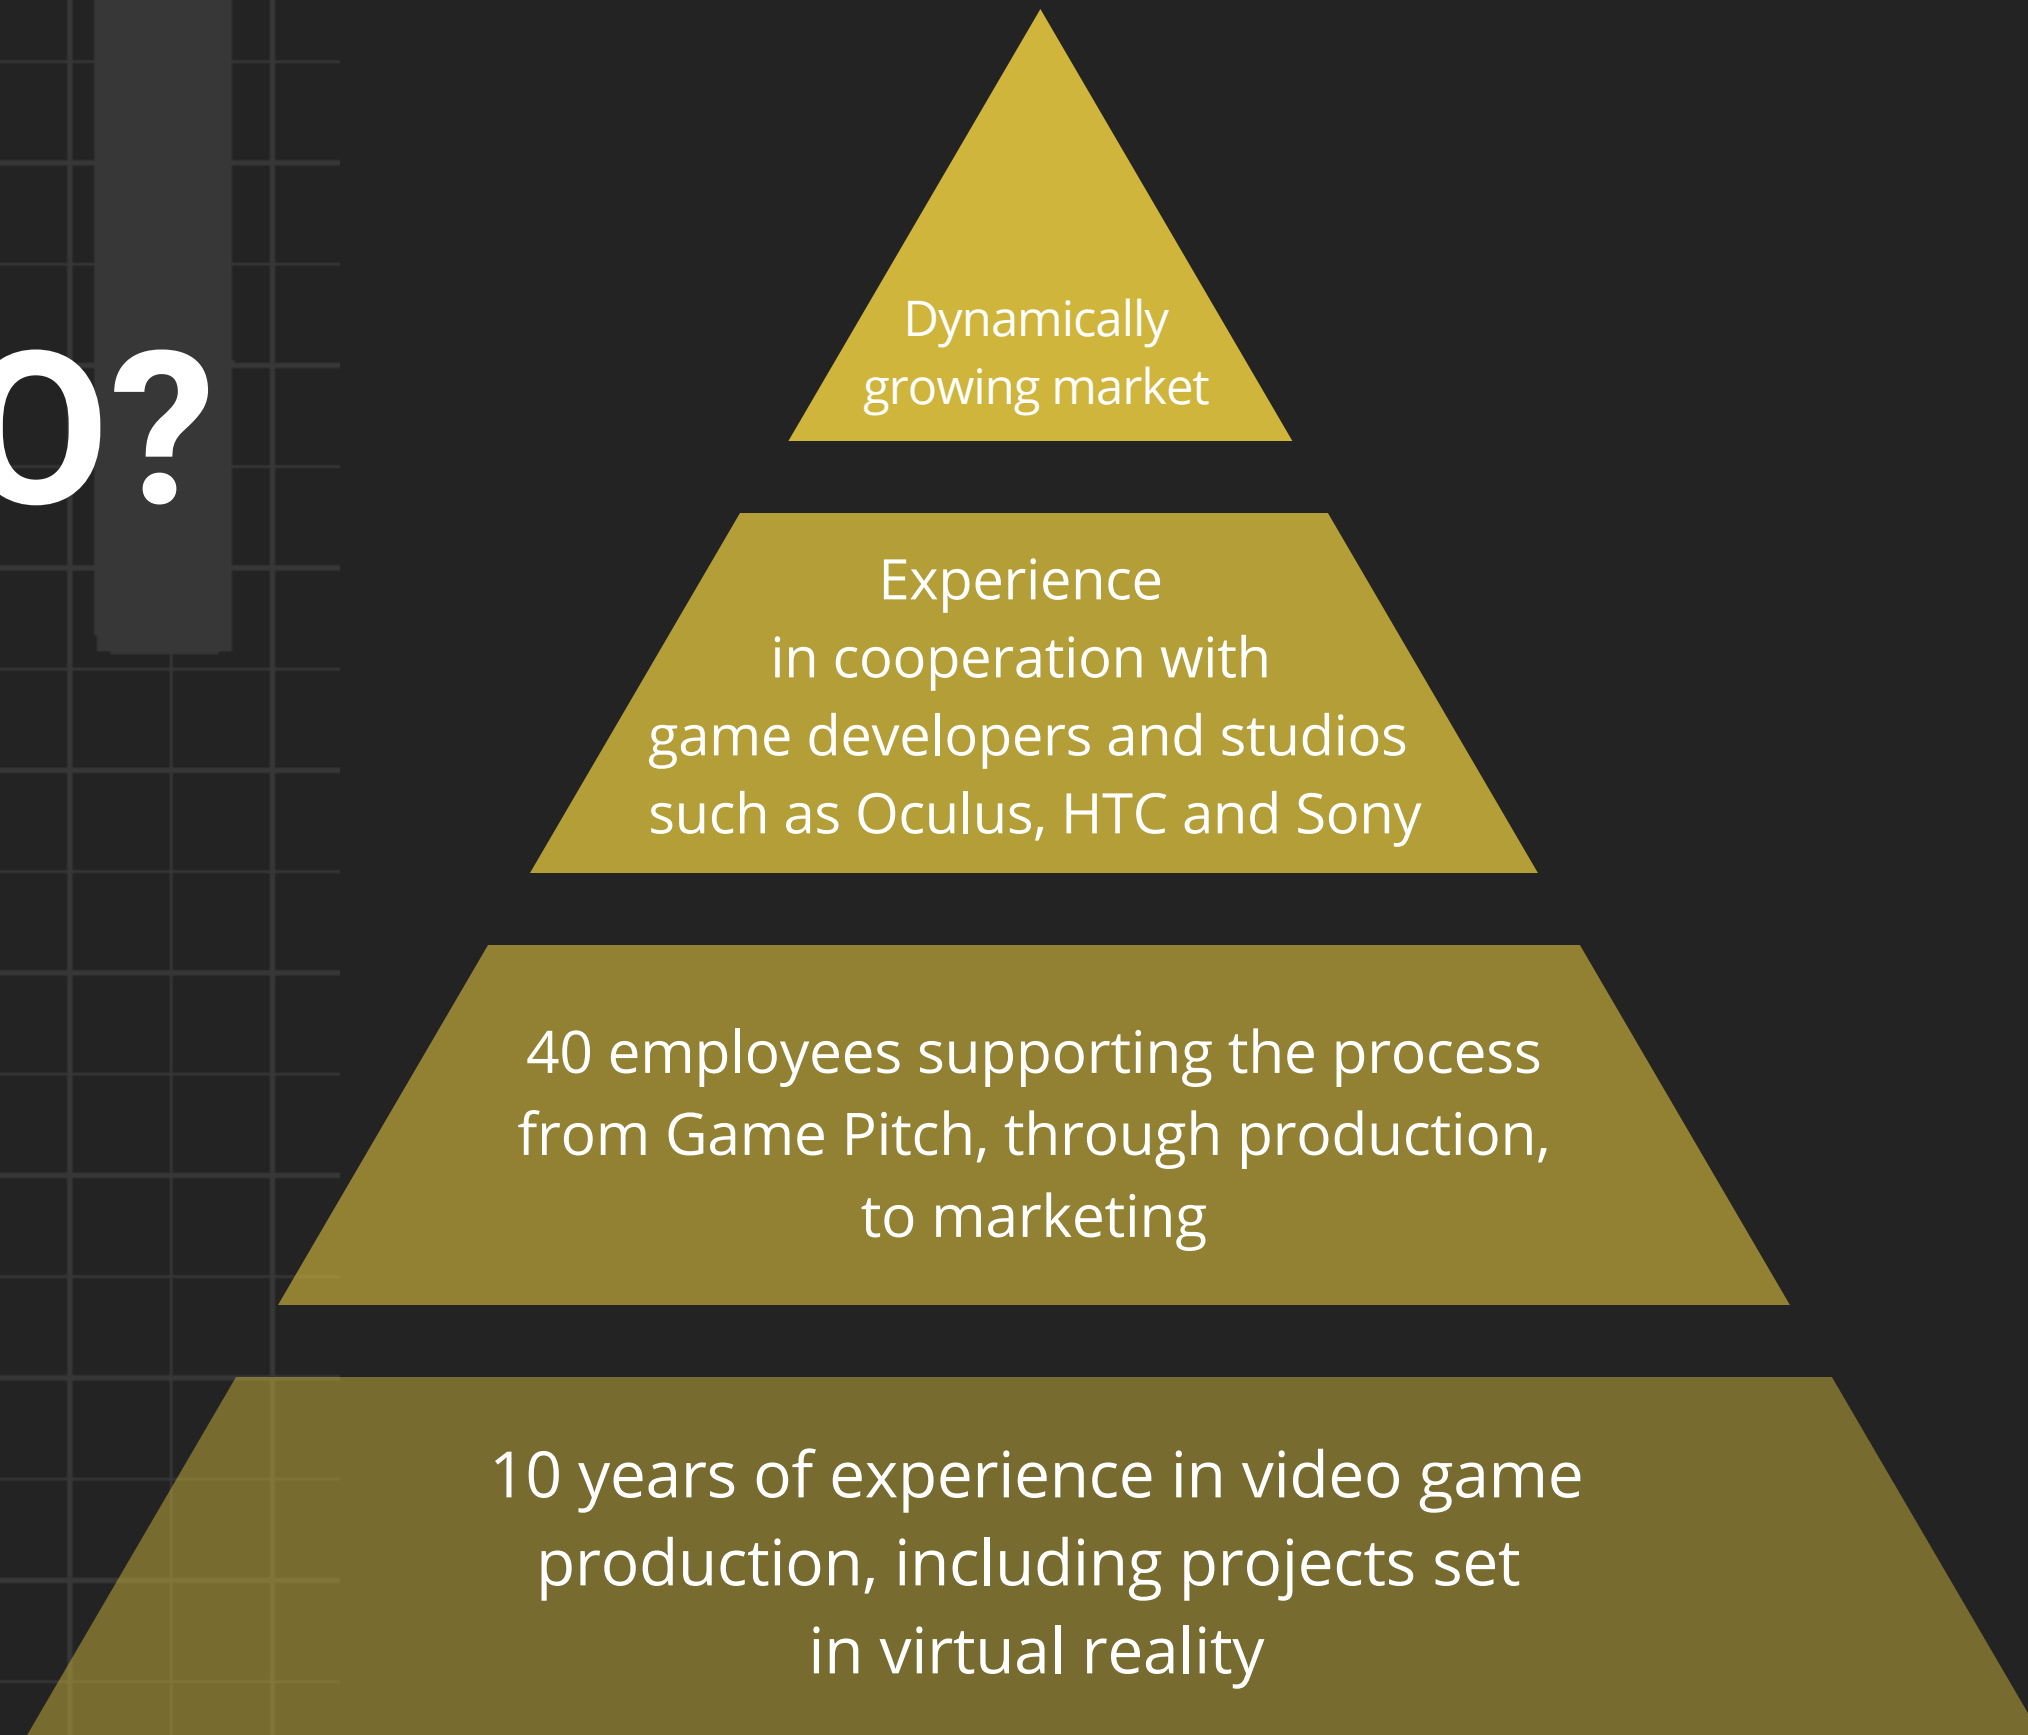 O?
Dynamically
growing market
Experience
in cooperation with
game developers and studios
such as Oculus, HTC and Sony
40 employees supporting the process
from Game Pitch, through production,
to marketing
10 years of experience in video game
production, including projects set
in virtual reality